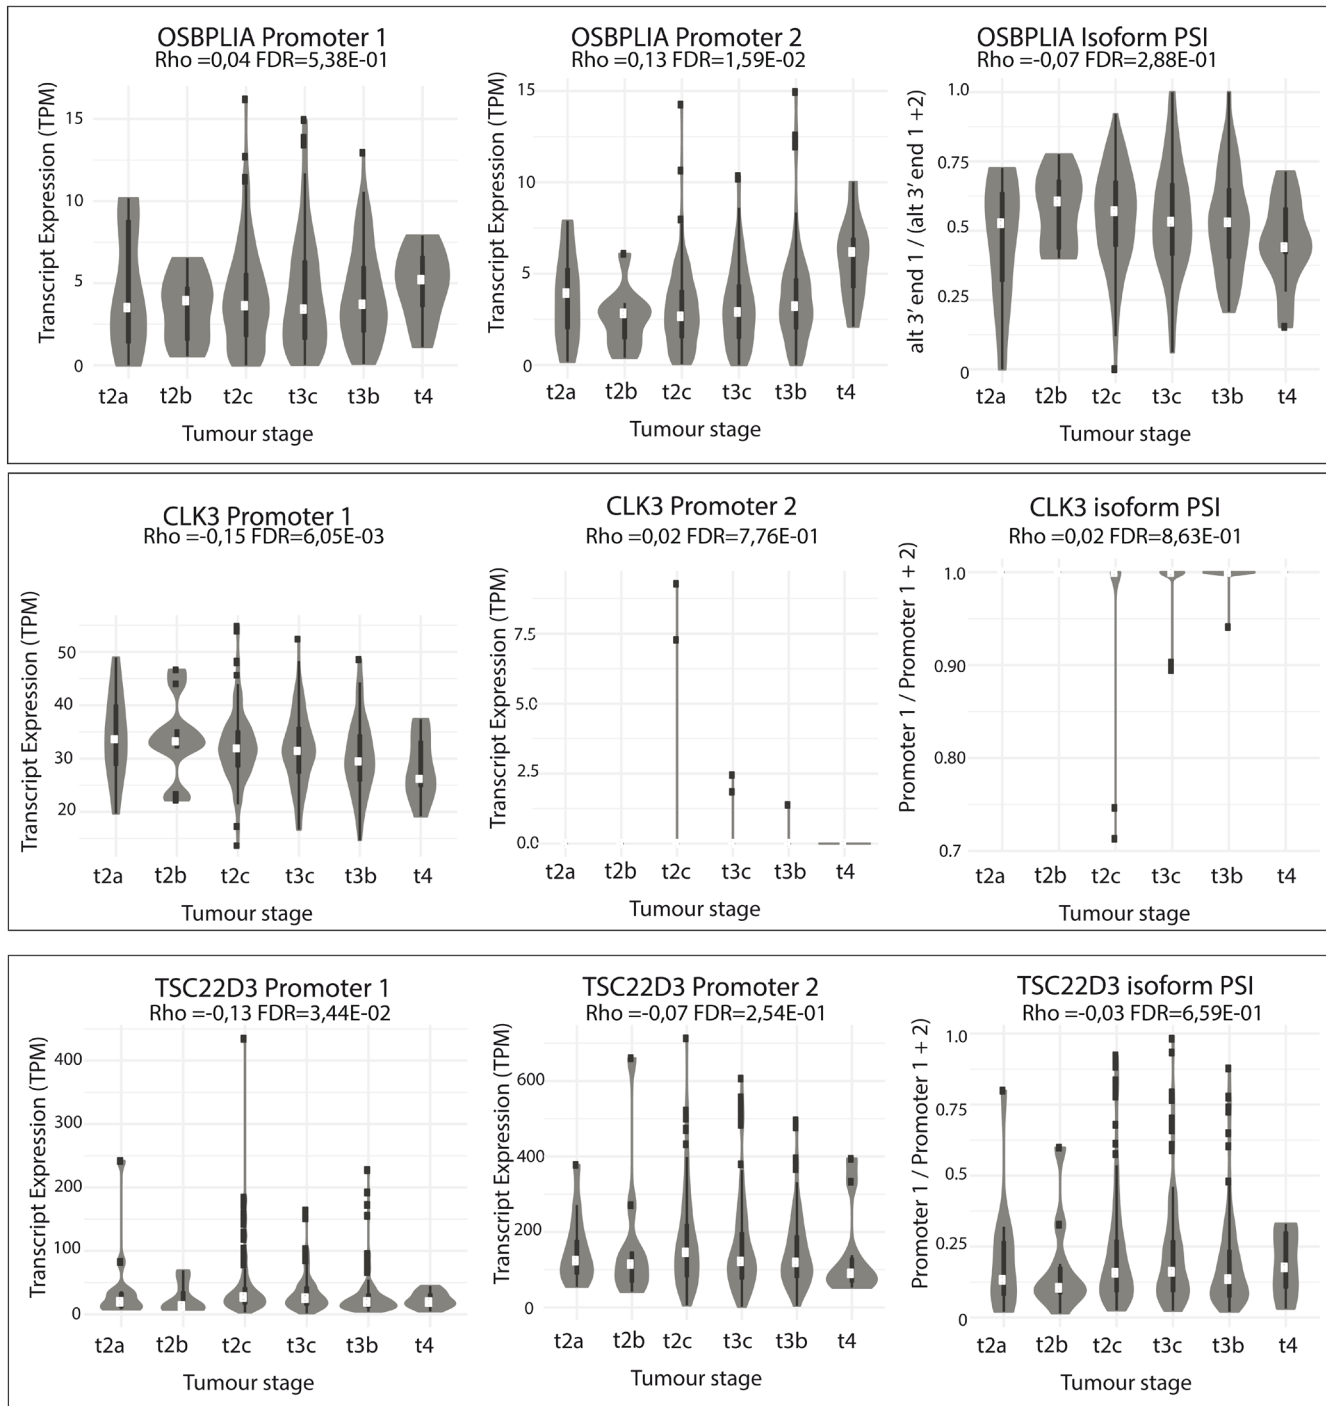 OSBPLIA Promoter 1
Rho =0,04 FDR=5,38E-01
Transcript Expression (TPM)
15
10
5
0
t2a t2b t2c t3c t3b t4
Tumour stage
OSBPLIA Promoter 2
Rho =0,13 FDR=1,59E-02
Transcript Expression (TPM)
15
10
5
0
t2a t2b t2c t3c t3b t4
Tumour stage
OSBPLIA Isoform PSI
Rho =-0,07 FDR=2,88E-01
alt 3' end 1 / (alt 3' end 1 +2)
1.0
0.75
0.5
0.25
0
t2a t2b t2c t3c t3b t4
Tumour stage
CLK3 Promoter 1
Rho =-0,15 FDR=6,05E-03
Transcript Expression (TPM)
50
40
30
20
t2a t2b t2c t3c t3b t4
Tumour stage
CLK3 Promoter 2
Rho =0,02 FDR=7,76E-01
Transcript Expression (TPM)
7.5
5.0
2.5
0.0
t2a t2b t2c t3c t3b t4
Tumour stage
CLK3 isoform PSI
Rho =0,02 FDR=8,63E-01
Promoter 1 / Promoter 1 + 2)
1.0
0.90
0.80
0.7
t2a t2b t2c t3c t3b t4
Tumour stage
TSC22D3 Promoter 1
Rho =-0,13 FDR=3,44E-02
Transcript Expression (TPM)
400
300
200
100
0
t2a t2b t2c t3c t3b t4
Tumour stage
TSC22D3 Promoter 2
Rho =-0,07 FDR=2,54E-01
Transcript Expression (TPM)
600
400
200
0
t2a t2b t2c t3c t3b t4
Tumour stage
TSC22D3 isoform PSI
Rho =-0,03 FDR=6,59E-01
Promoter 1 / Promoter 1 + 2)
1.0
0.75
0.5
0.25
0
t2a t2b t2c t3c t3b t4
Tumour stage